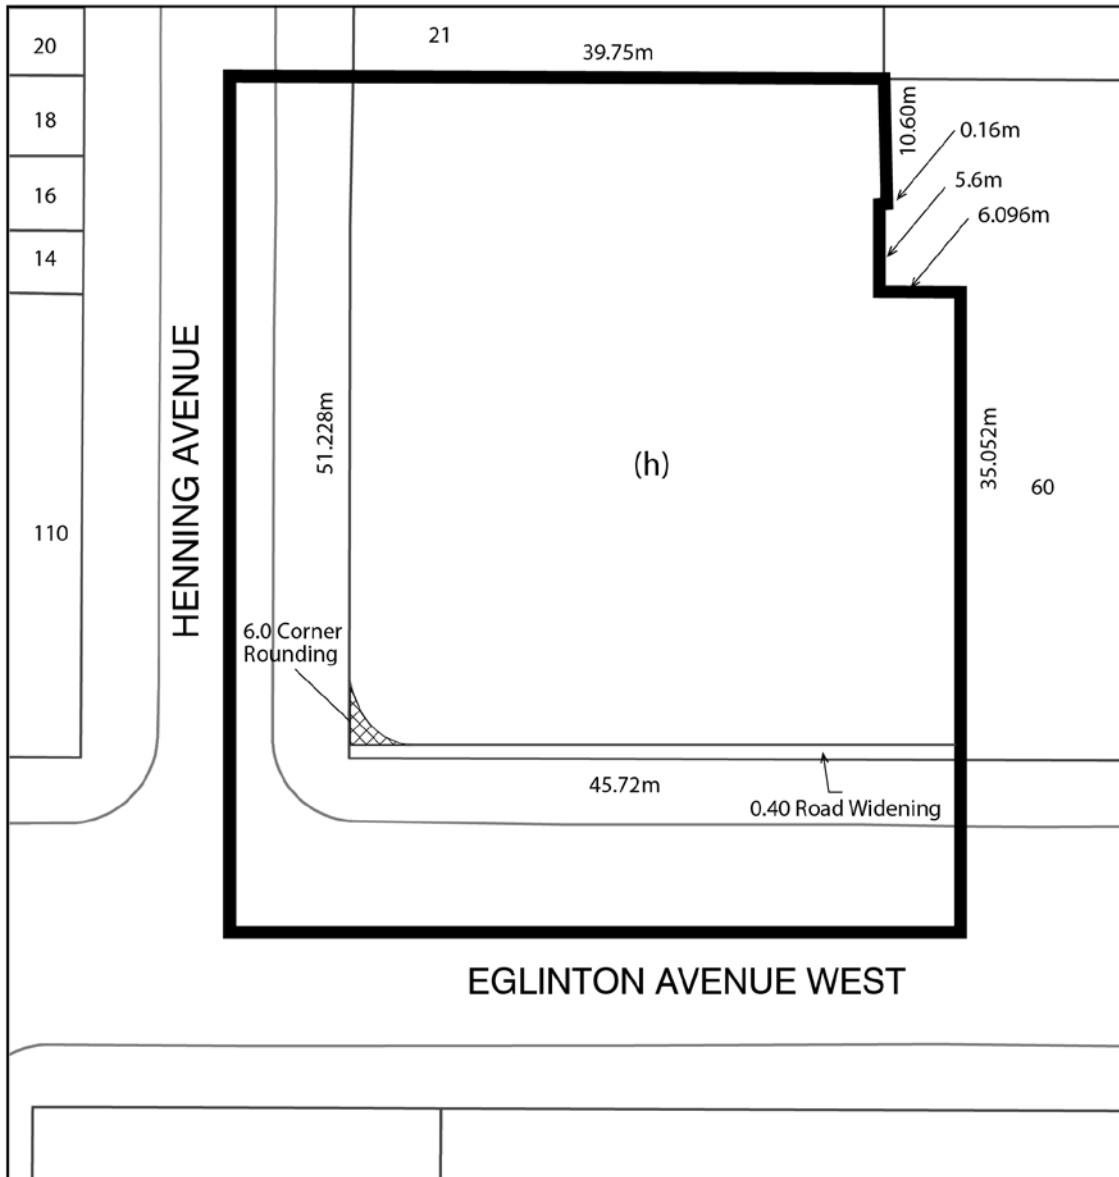 20
21
39.75m
18
10.60m
0.16m
16
5.6m
6.096m
14
HENNING AVENUE
51.228m
(h)
35.052m
60
110
6.0 Corner
Rounding
45.72m
0.40 Road Widening
EGLINTON AVENUE WEST